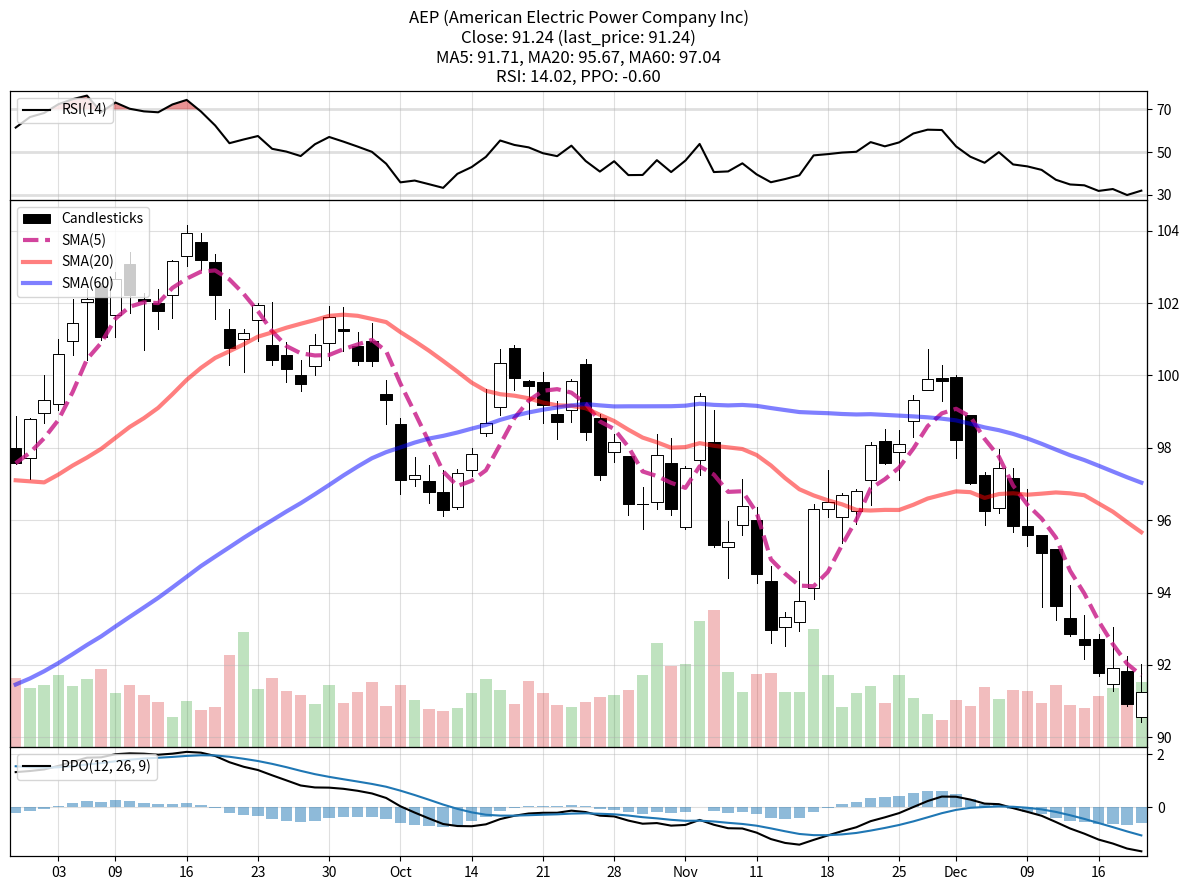 AEP (American Electric Power Company Inc)
Close: 91.24 (last_price: 91.24)
MA5: 91.71, MA20: 95.67, MA60: 97.04
RSI: 14.02, PPO: -0.60
RSI(14)
70
50
30
Candlesticks
SMA(5)
SMA(20)
SMA(60)
104
102
100
98
96
94
92
90
PPO(12, 26, 9)
2
0
03 09 16 23 30 Oct 14 21 28 Nov 11 18 25 Dec 09 16